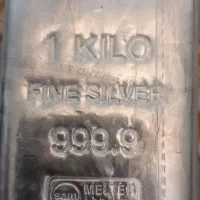 1 KILO
FINE SILVER
999.9
MELTER